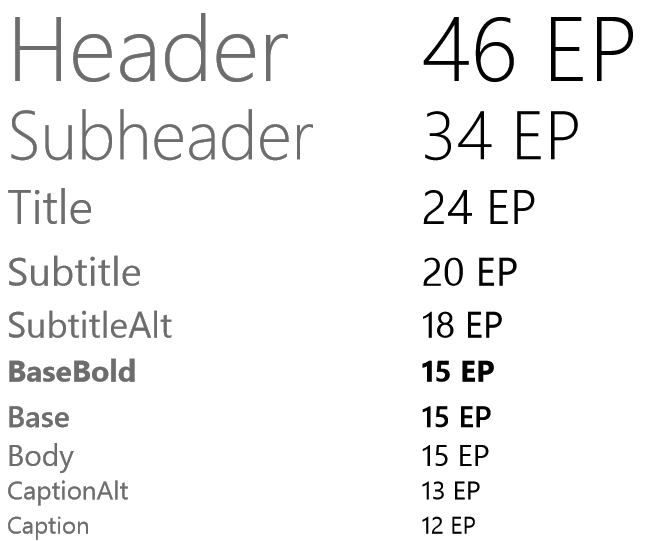 Header 46 EP
Subheader 34 EP
Title 24 EP
Subtitle 20 EP
SubtitleAlt 18 EP
BaseBold 15 EP
Base 15 EP
Body 15 EP
CaptionAlt 13 EP
Caption 12 EP